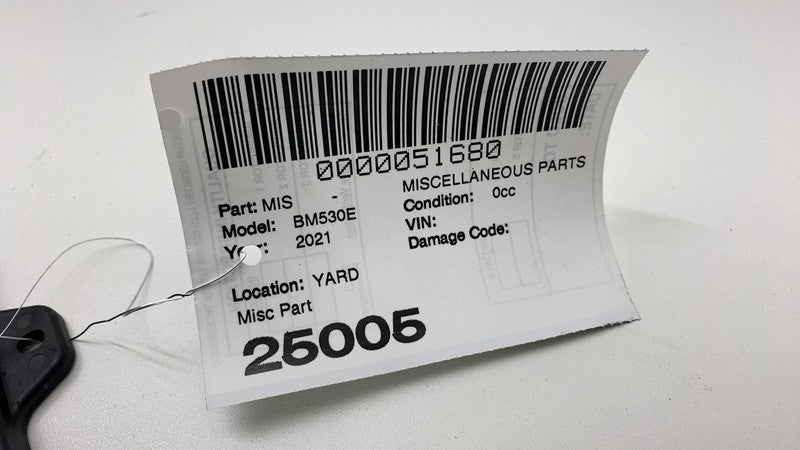 0000051680
MISCELLANEOUS PARTS
Part: MIS -
Condition: 0cc
Model: BM530E
VIN:
Year: 2021
Damage Code:
Location: YARD
Misc Part
25005